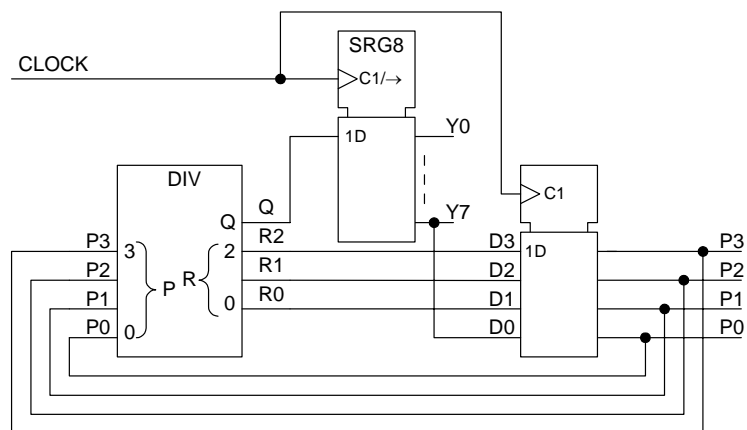 SRG8
CLOCK
C1/→
1D
Y0
DIV
Q
Q
Y7
C1
P3
3
2
R2
D3
1D
P3
P2
P
R
R1
D2
P2
P1
0
R0
D1
P1
P0
0
D0
P0